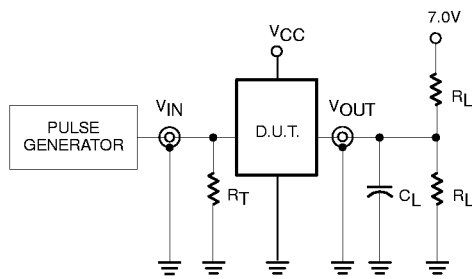 7.0V
VCC
RL
VIN
VOUT
PULSE
GENERATOR
D.U.T.
RT
CL
RL